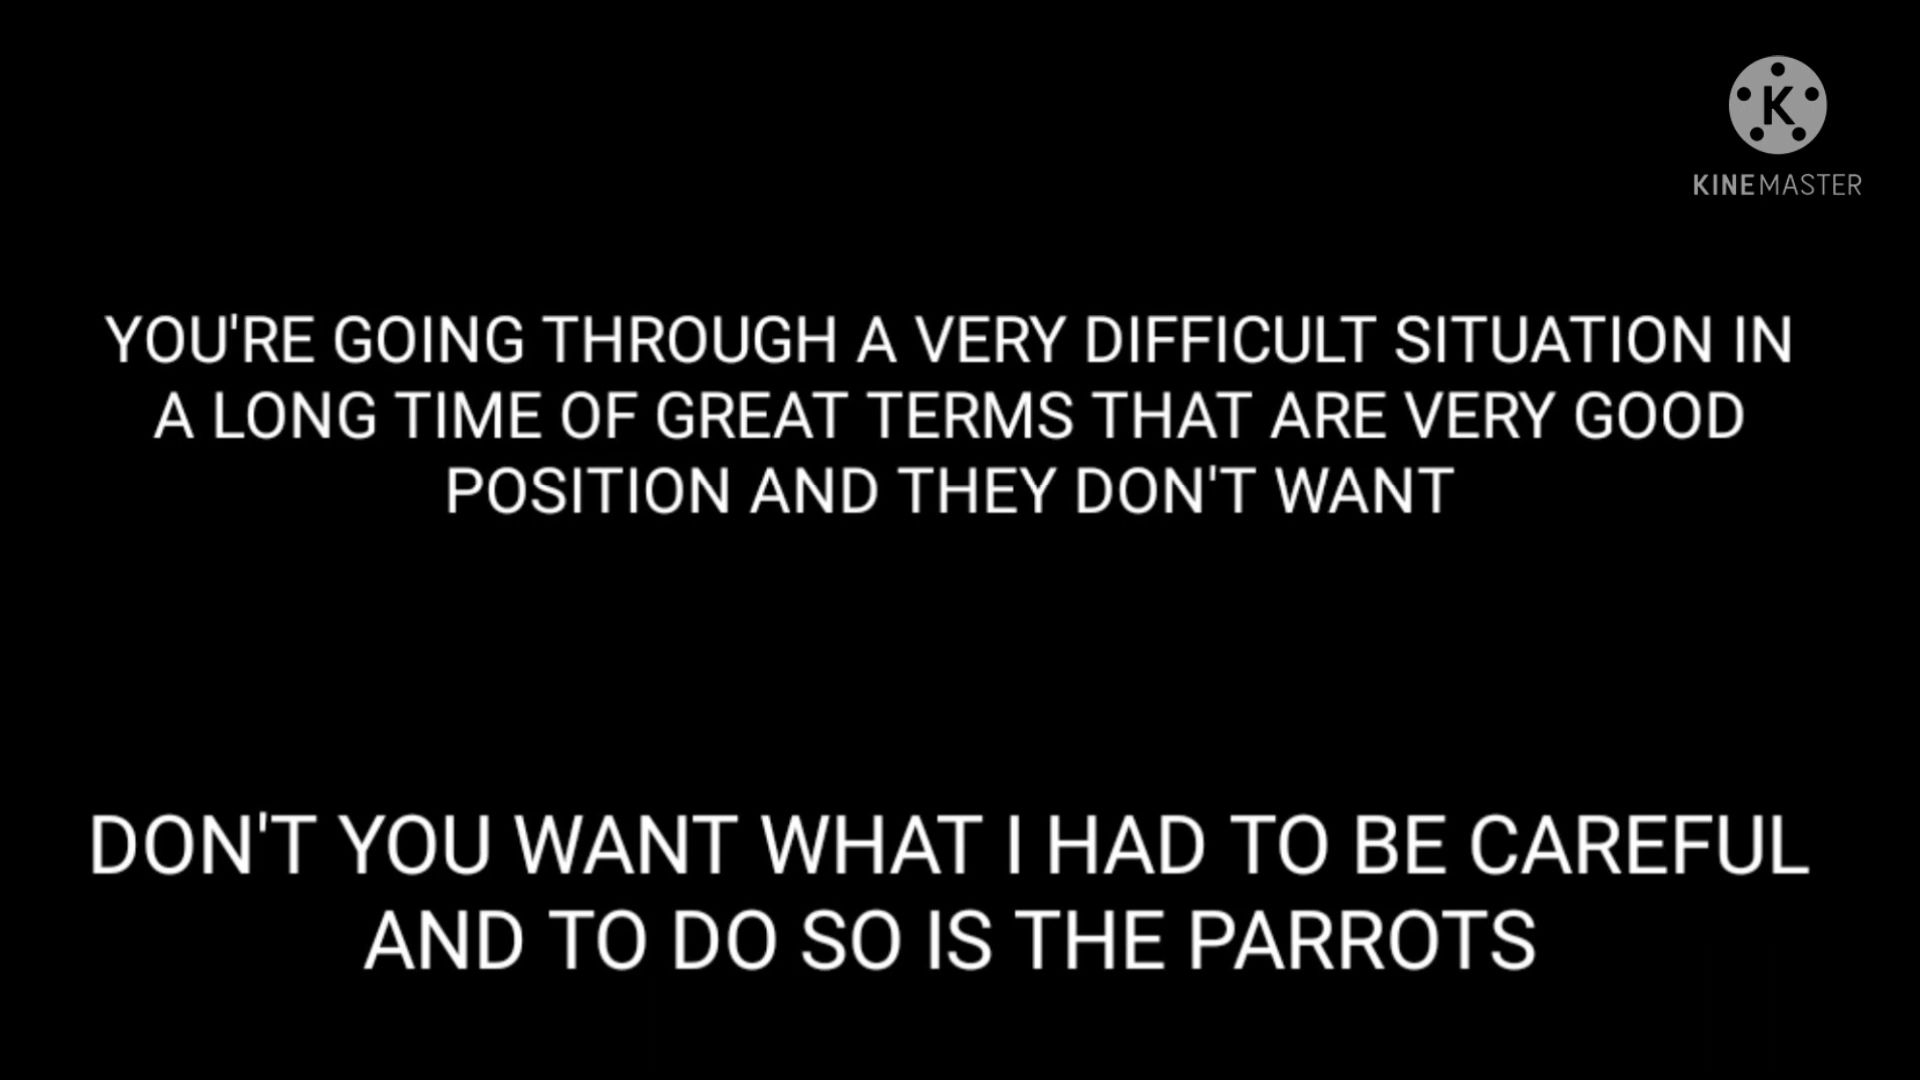 K
KINEMASTER
YOU'RE GOING THROUGH A VERY DIFFICULT SITUATION IN
A LONG TIME OF GREAT TERMS THAT ARE VERY GOOD
POSITION AND THEY DON'T WANT
DON'T YOU WANT WHAT I HAD TO BE CAREFUL
AND TO DO SO IS THE PARROTS